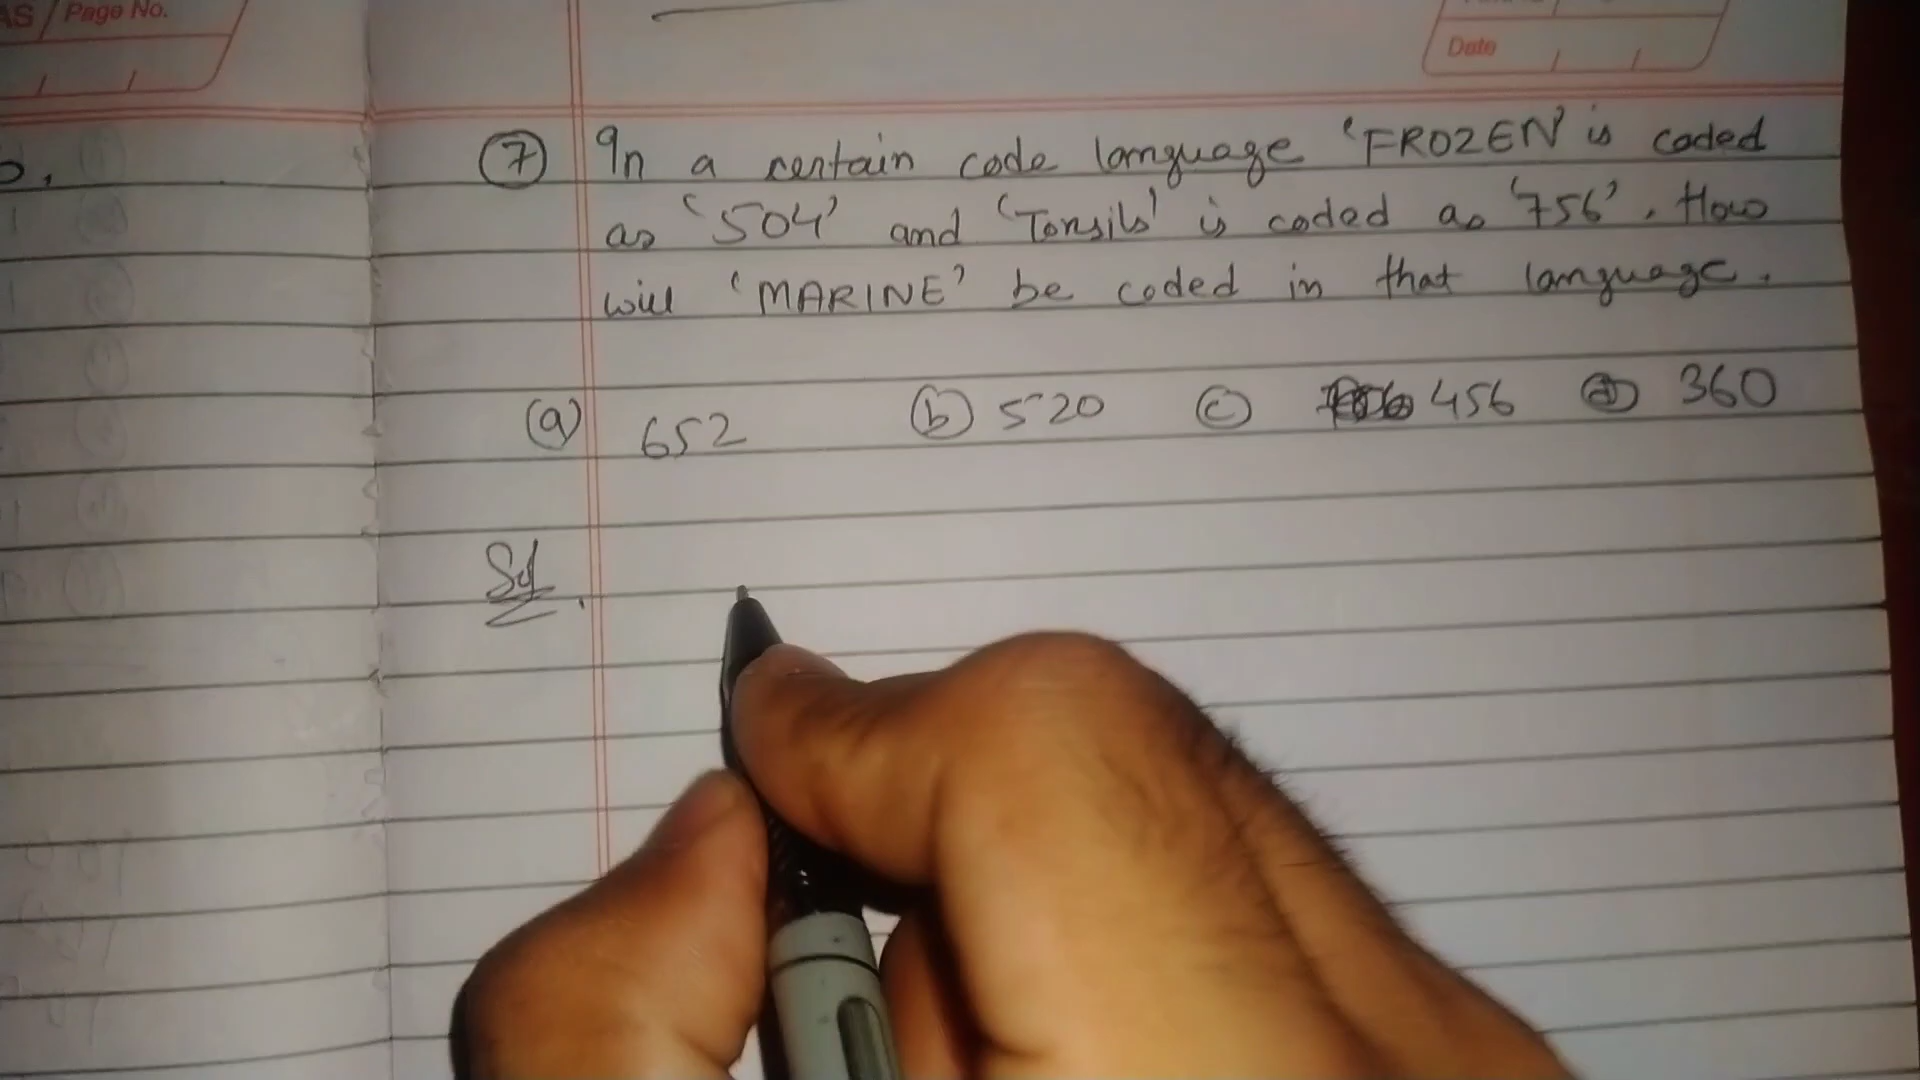 AS / Page No.
Date
7 In a certain code language 'FROZEN' is coded
as '504' and 'Tonsils' is coded as '756'. How
will 'MARINE' be coded in that language.
(a) 652 (b) 520 (c) 456 (d) 360
Sol.